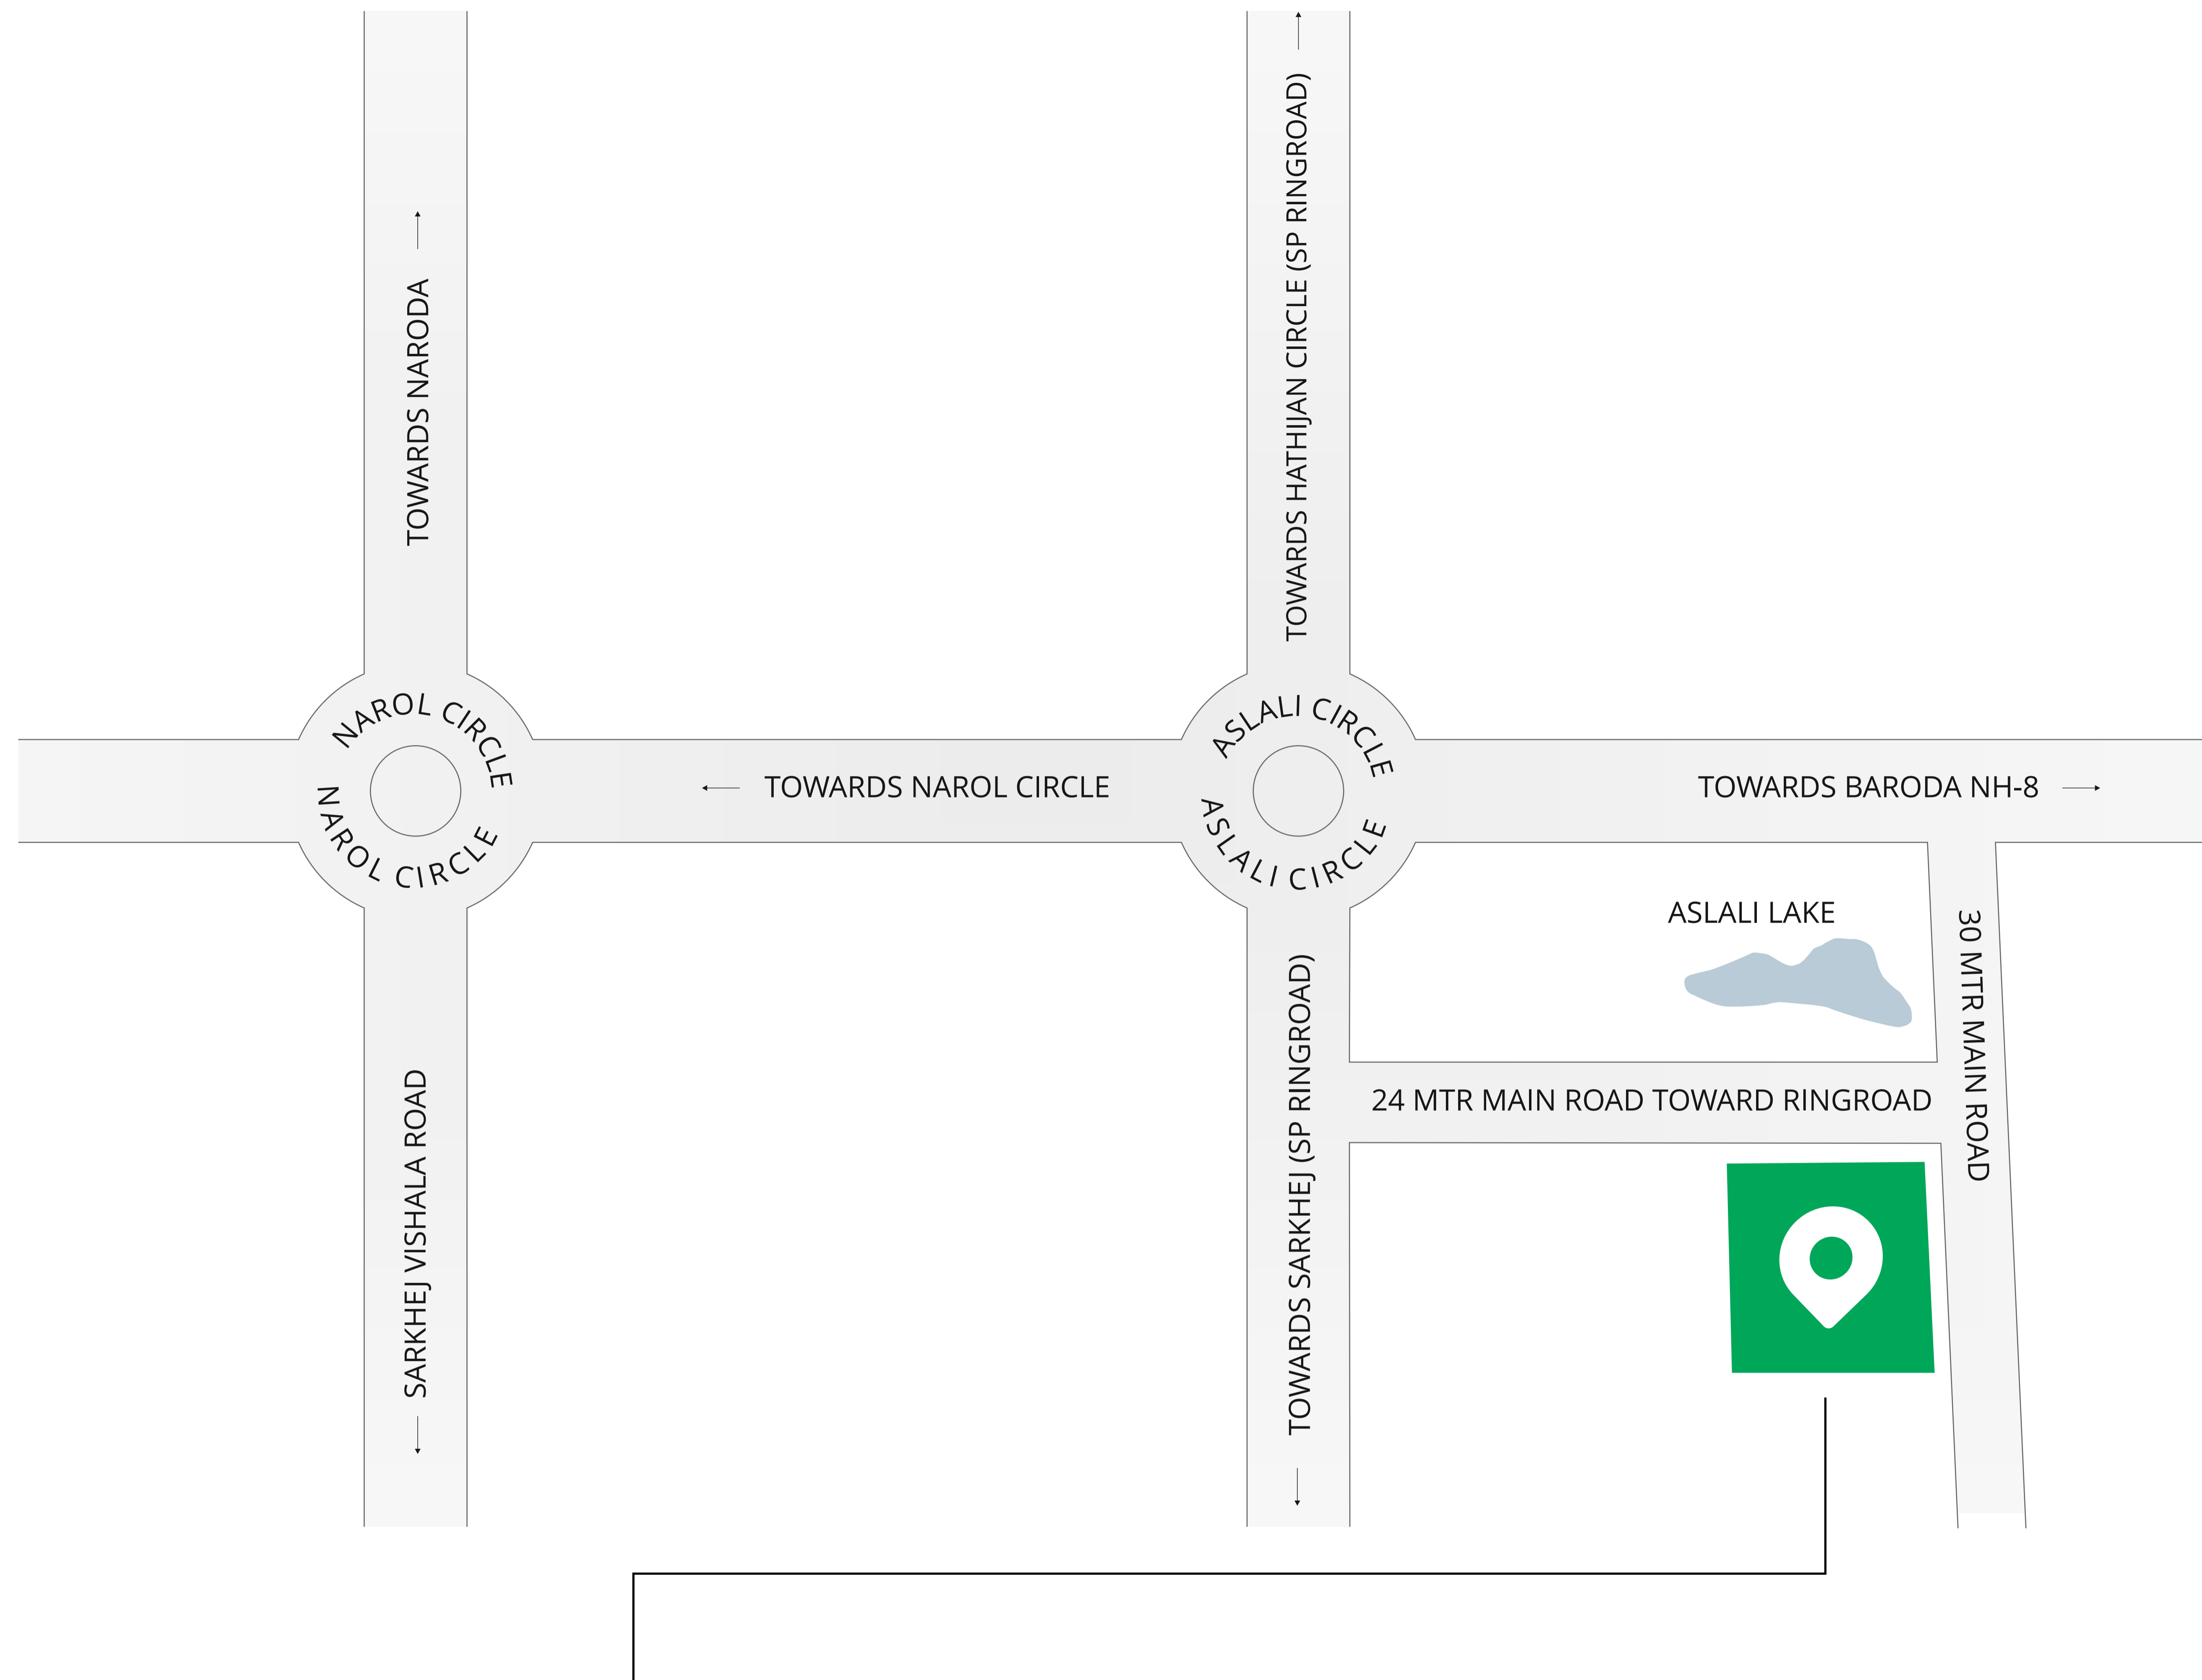 TOWARDS NARODA
TOWARDS HATHIJAN CIRCLE (SP RINGROAD)
NAROL CIRCLE
NAROL CIRCLE
TOWARDS NAROL CIRCLE
ASLALI CIRCLE
ASLALI CIRCLE
TOWARDS BARODA NH-8
ASLALI LAKE
30 MTR MAIN ROAD
24 MTR MAIN ROAD TOWARD RINGROAD
SARKHEJ VISHALA ROAD
TOWARDS SARKHEJ (SP RINGROAD)